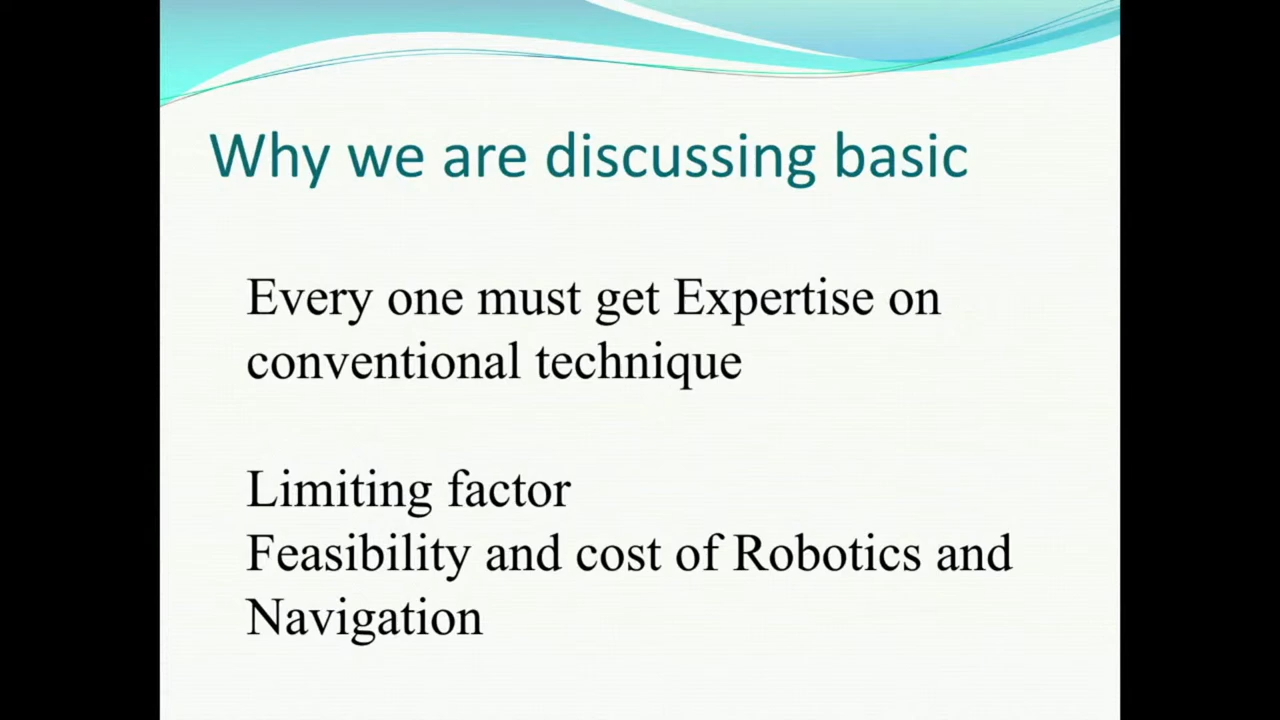 Why we are discussing basic
Every one must get Expertise on
conventional technique
Limiting factor
Feasibility and cost of Robotics and
Navigation